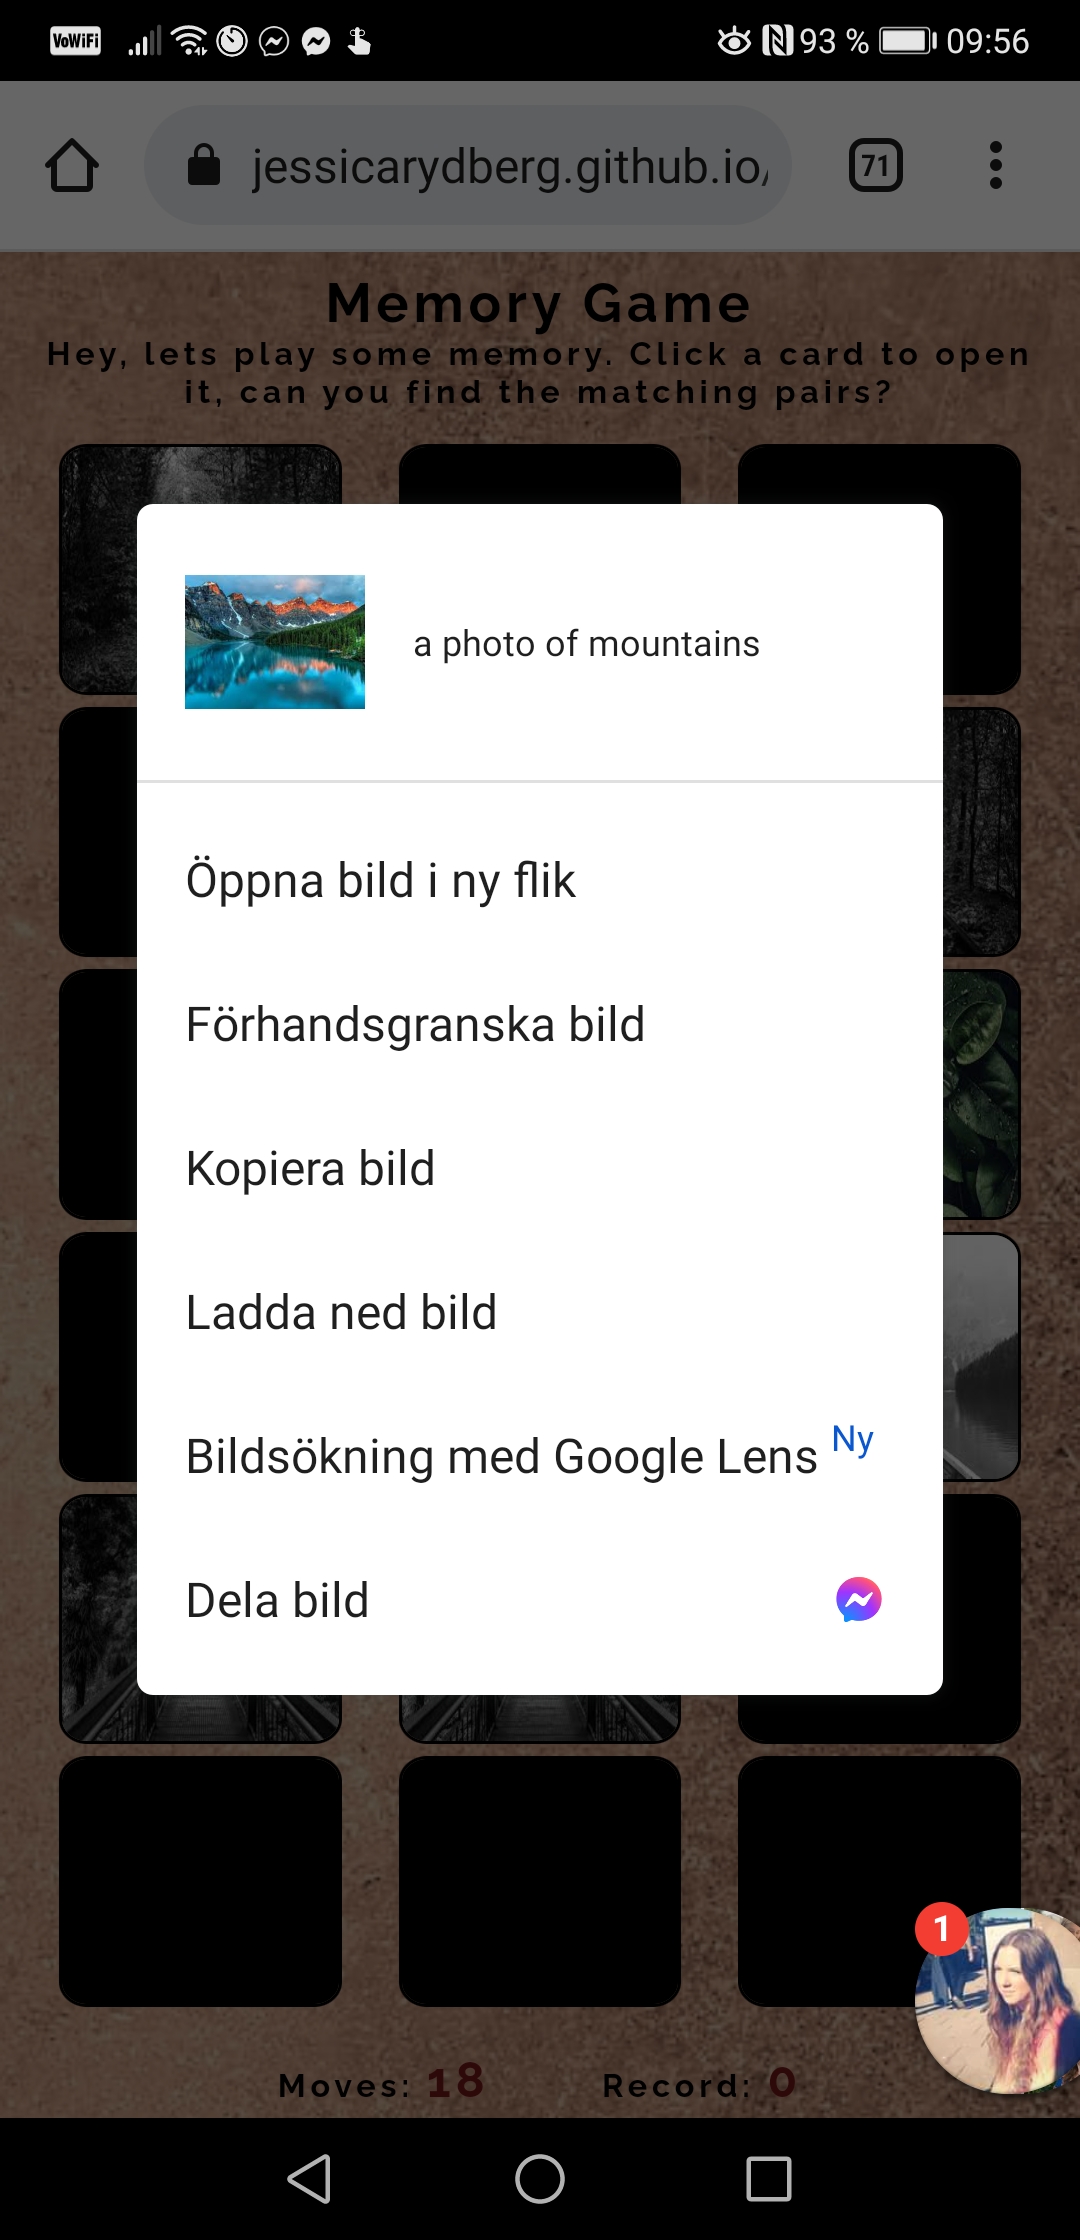 VoWiFi 93 % 09:56
jessicarydberg.github.io/ 71
Memory Game
Hey, lets play some memory. Click a card to open
it, can you find the matching pairs?
a photo of mountains
Öppna bild i ny flik
Förhandsgranska bild
Kopiera bild
Ladda ned bild
Bildsökning med Google Lens Ny
Dela bild
1
Moves: 18 Record: 0